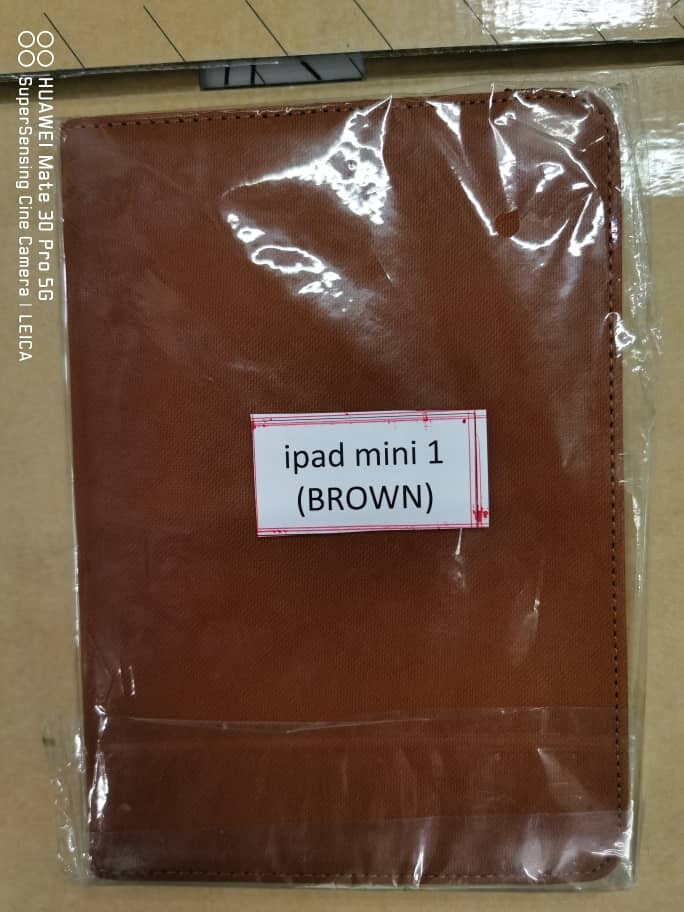 ipad mini 1
(BROWN)
HUAWEI Mate 30 Pro 5G
SuperSensing Cine Camera | LEICA